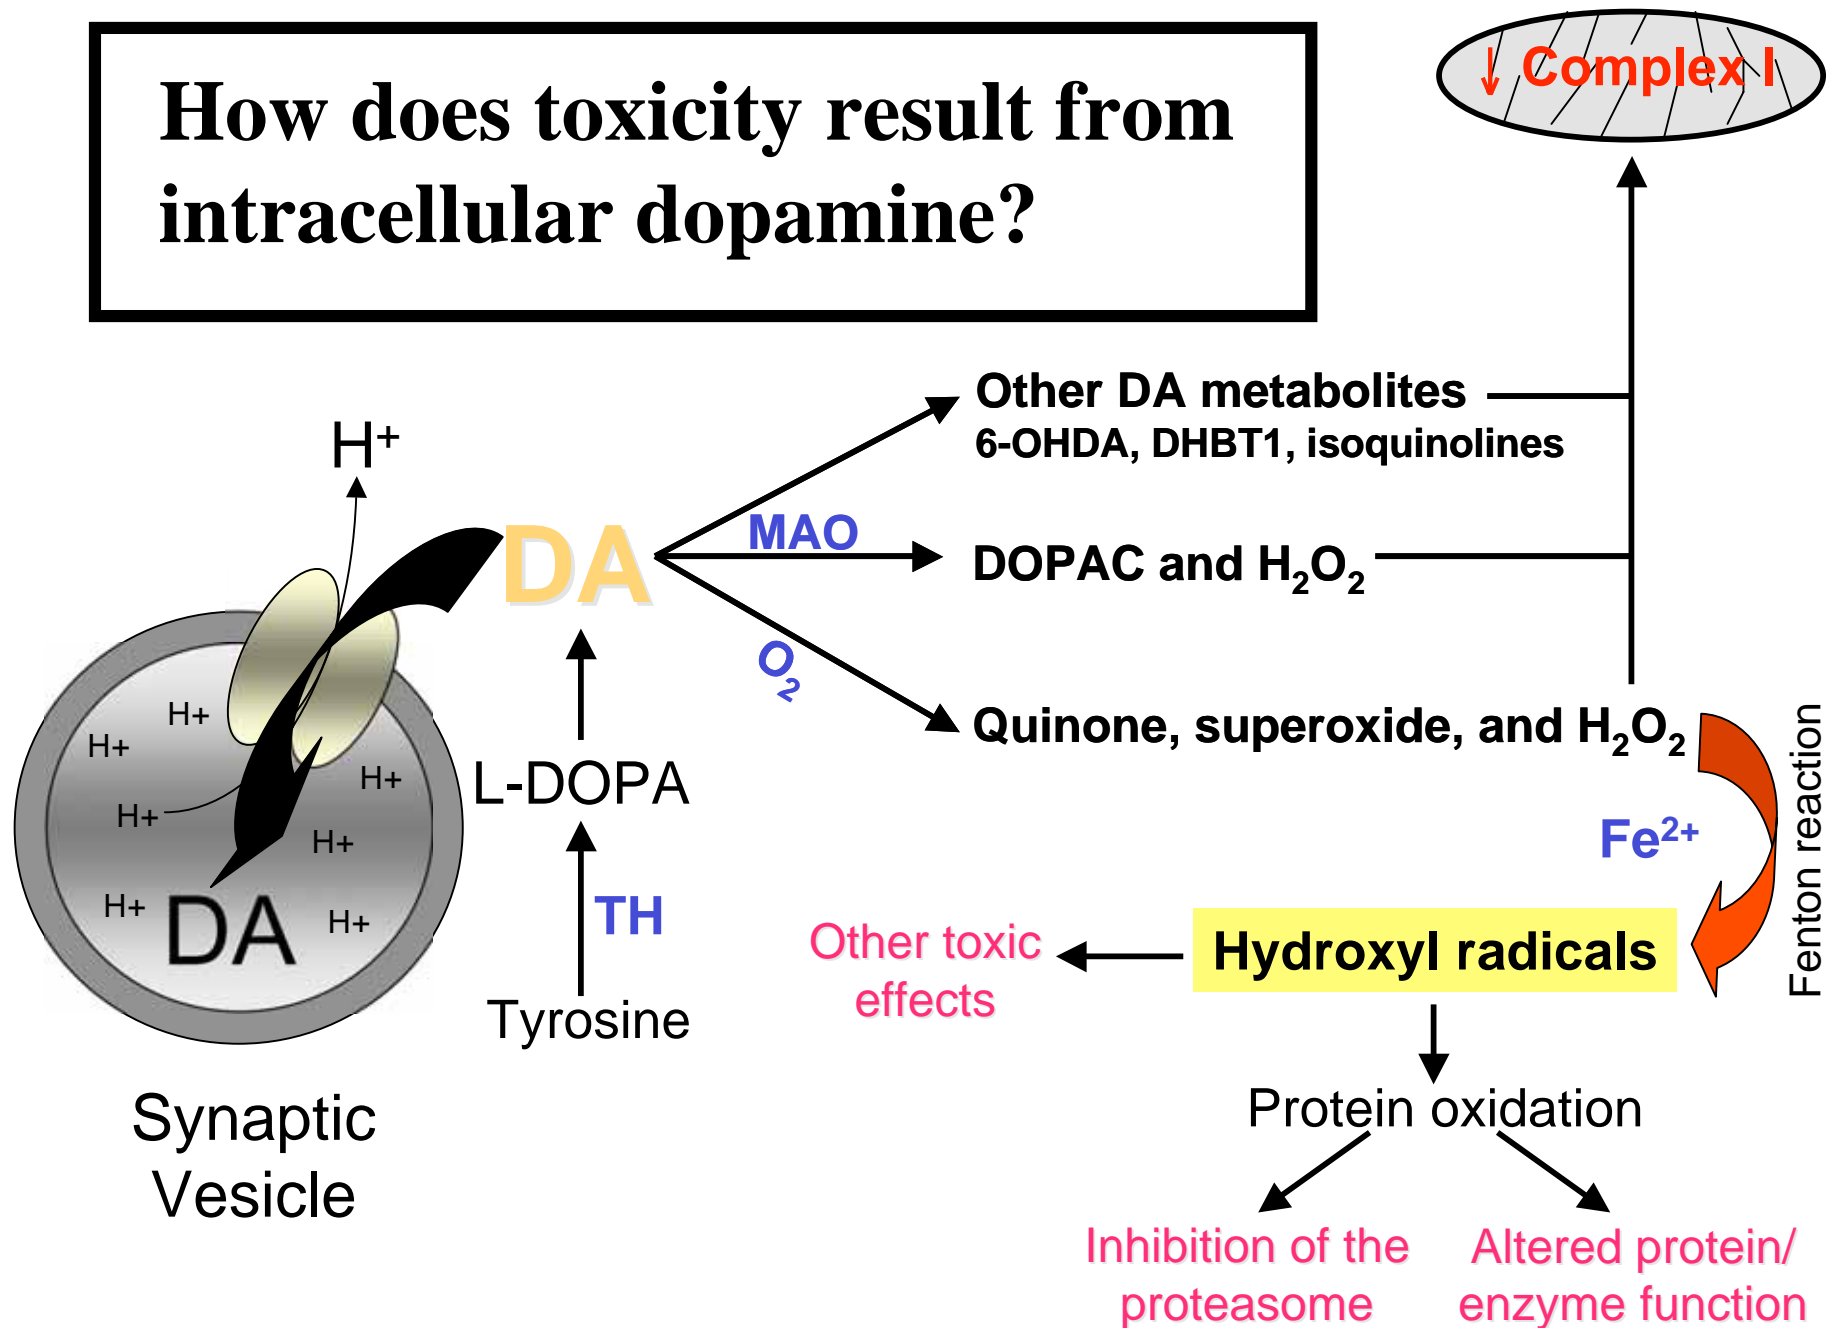 How does toxicity result from
intracellular dopamine?
↓ Complex I
Other DA metabolites
6-OHDA, DHBT1, isoquinolines
H⁺
DA
MAO
DOPAC and H₂O₂
O₂
Quinone, superoxide, and H₂O₂
Fenton reaction
Fe²⁺
H+
H+
H+
H+
H+
H+
H+
DA
L-DOPA
TH
Tyrosine
Synaptic
Vesicle
Hydroxyl radicals
Other toxic
effects
Protein oxidation
Inhibition of the
proteasome
Altered protein/
enzyme function